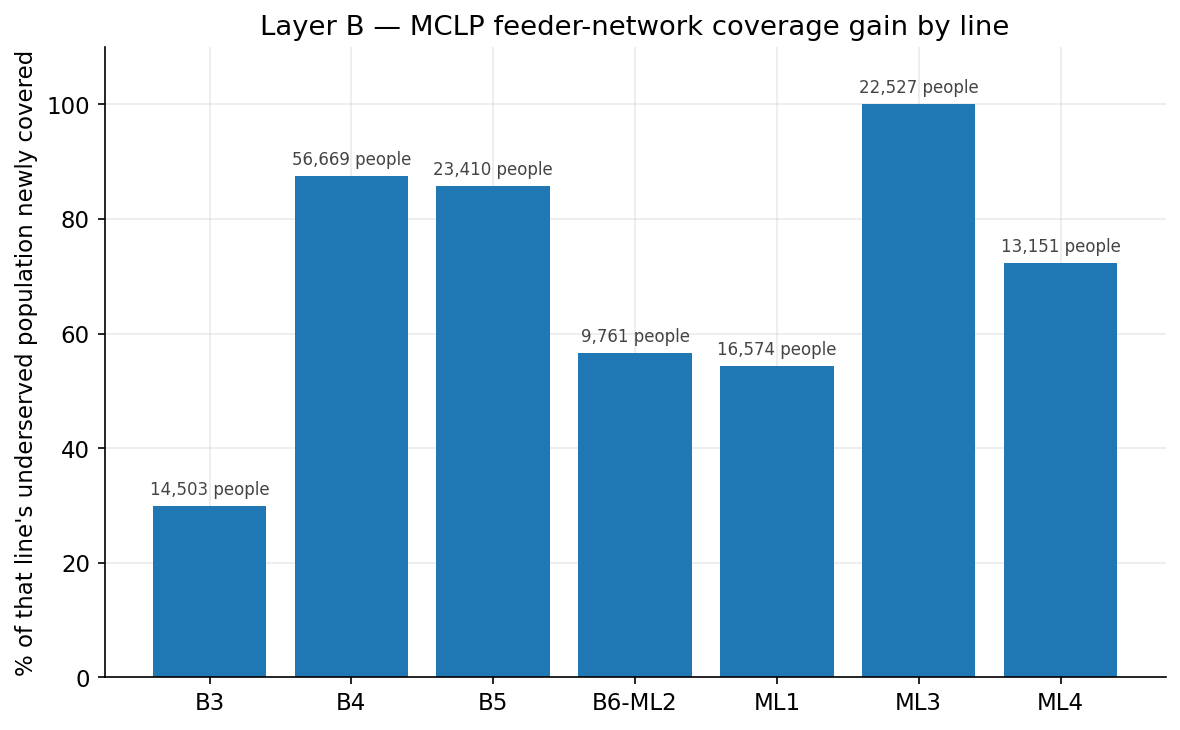 Layer B — MCLP feeder-network coverage gain by line
% of that line's underserved population newly covered
100
80
60
40
20
0
14,503 people
56,669 people
23,410 people
9,761 people
16,574 people
22,527 people
13,151 people
B3
B4
B5
B6-ML2
ML1
ML3
ML4